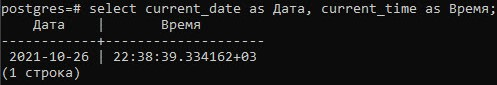 postgres=# select current_date as Дата, current_time as Время;
    Дата    |       Время
------------+--------------------
 2021-10-26 | 22:38:39.334162+03
(1 строка)